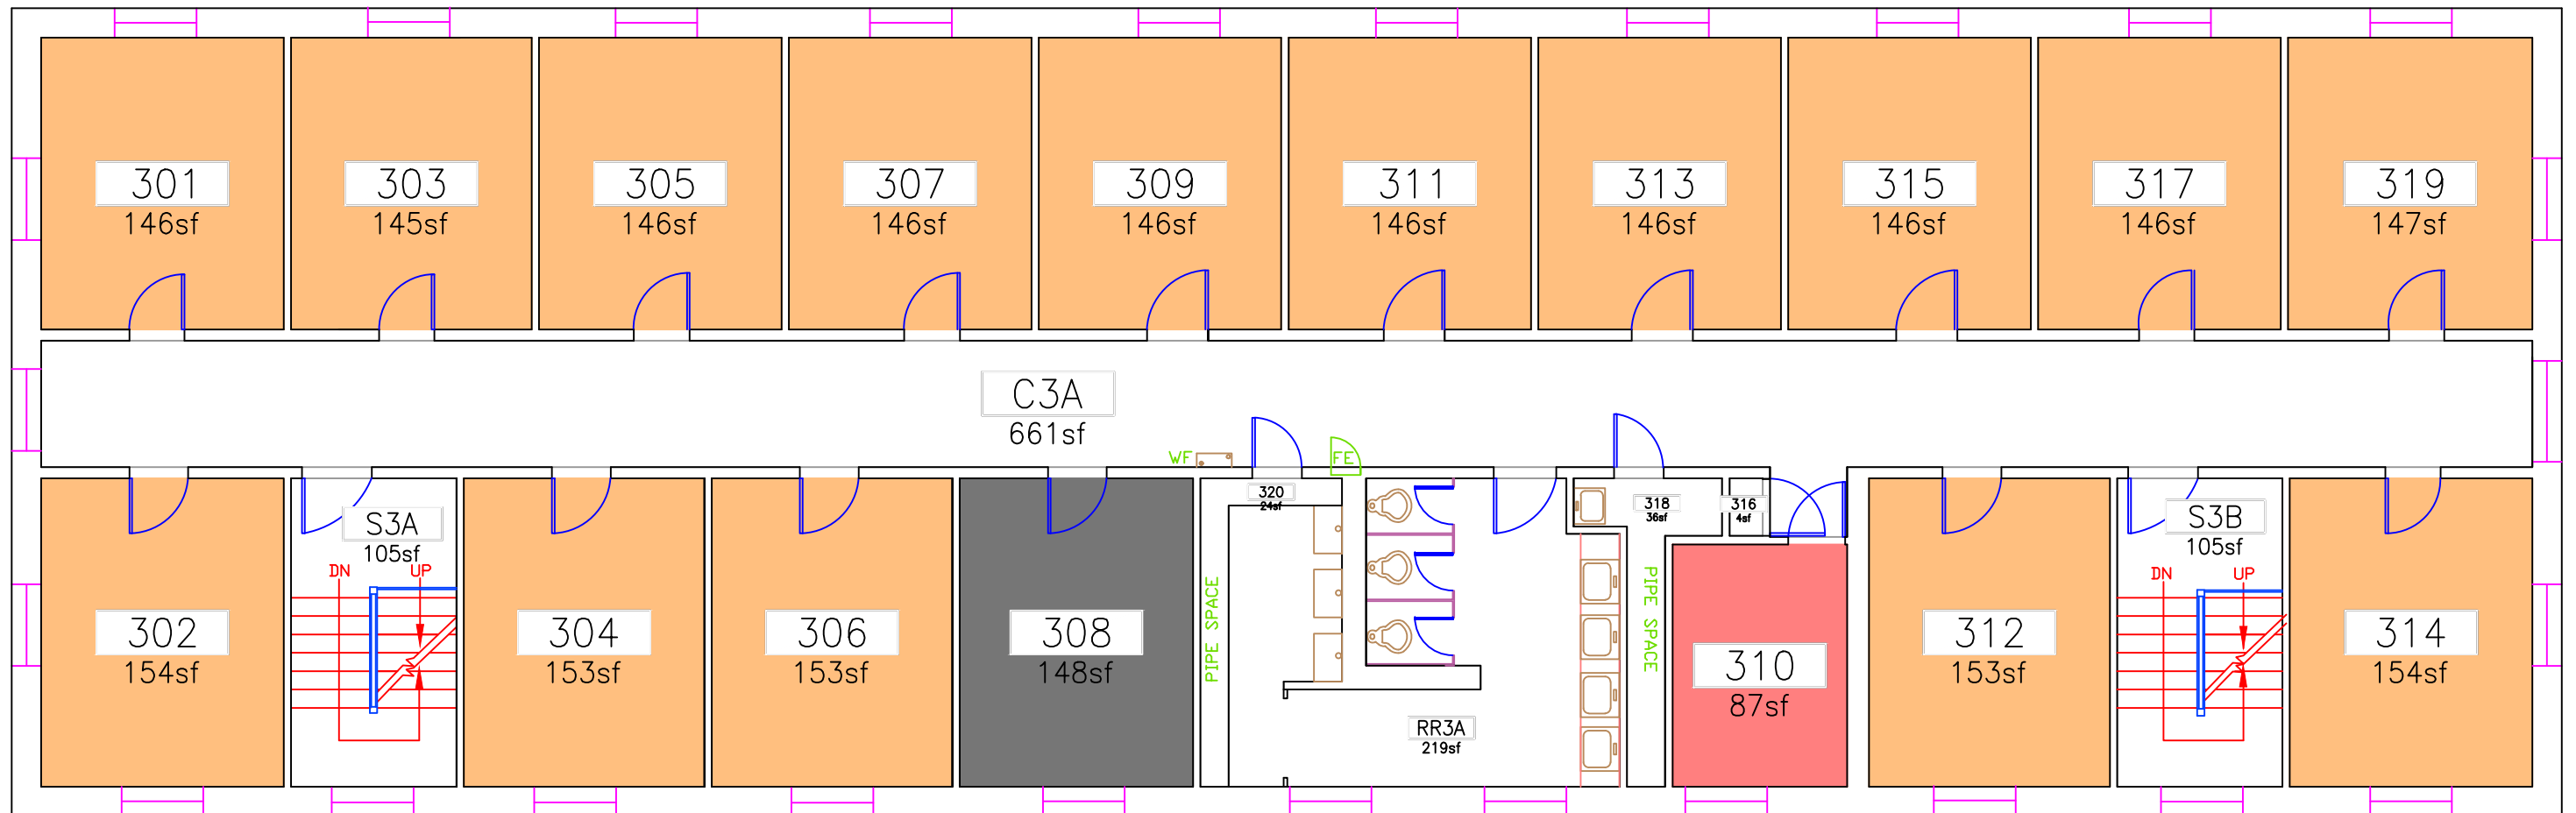 301
146sf
303
145sf
305
146sf
307
146sf
309
146sf
311
146sf
313
146sf
315
146sf
317
146sf
319
147sf
C3A
661sf
WF
FE
302
154sf
S3A
105sf
DN
UP
304
153sf
306
153sf
308
148sf
PIPE SPACE
320
24sf
RR3A
219sf
318
36sf
PIPE SPACE
316
4sf
310
87sf
312
153sf
S3B
105sf
DN
UP
314
154sf